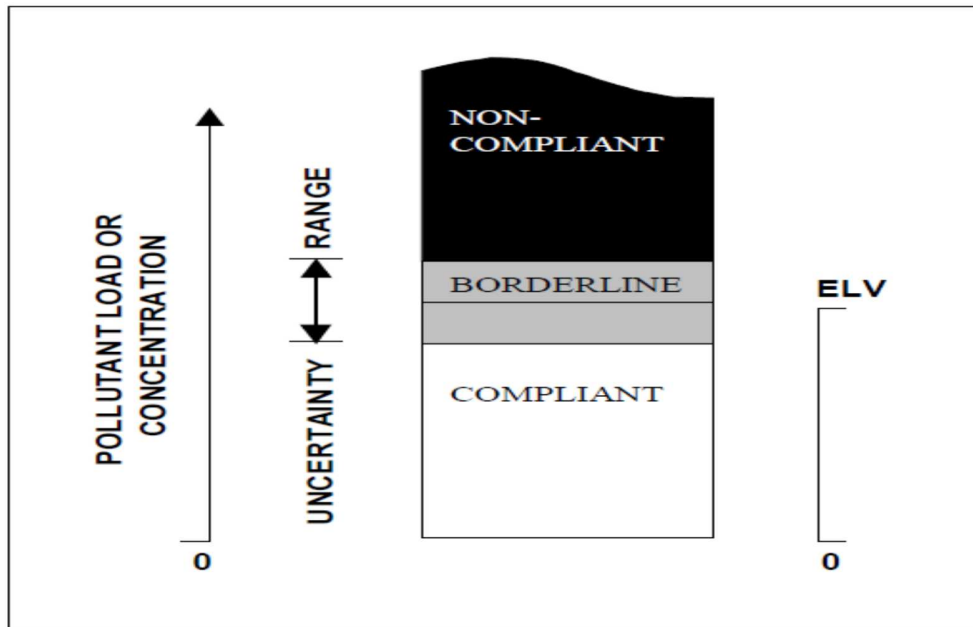 POLLUTANT LOAD OR
CONCENTRATION
UNCERTAINTY RANGE
NON-
COMPLIANT
BORDERLINE
COMPLIANT
ELV
0
0